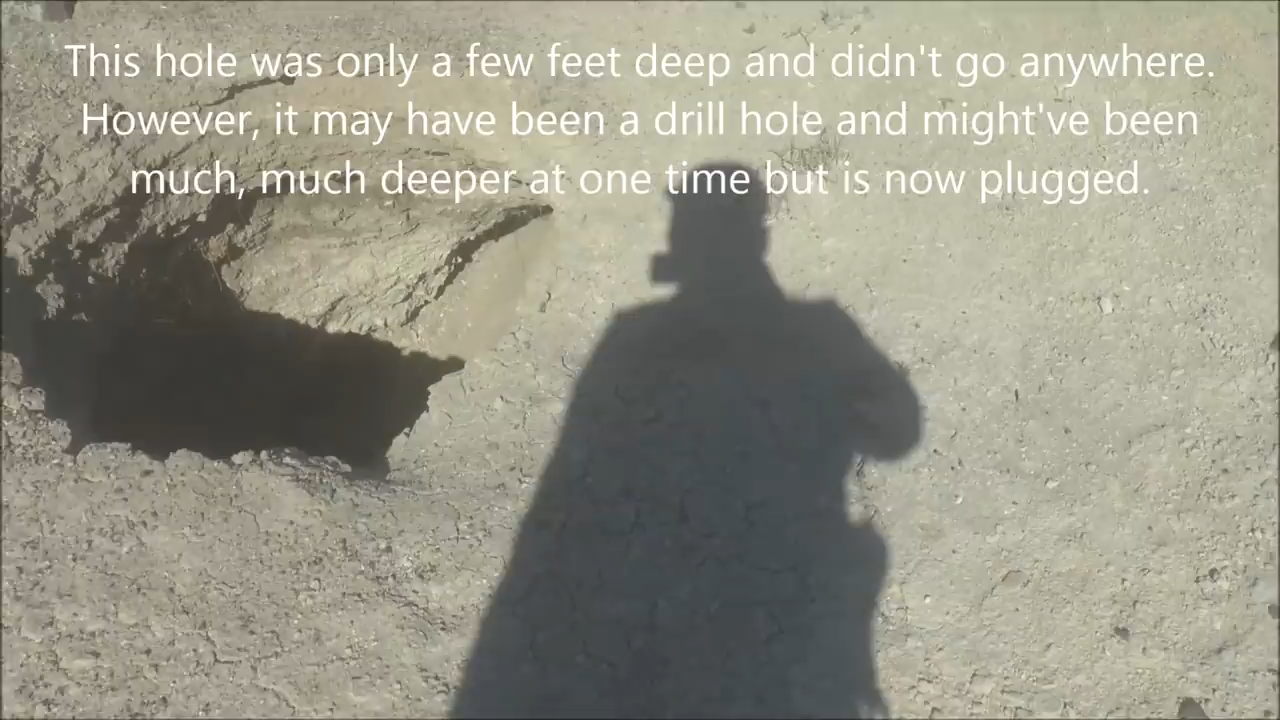 This hole was only a few feet deep and didn't go anywhere.
However, it may have been a drill hole and might've been
much, much deeper at one time but is now plugged.